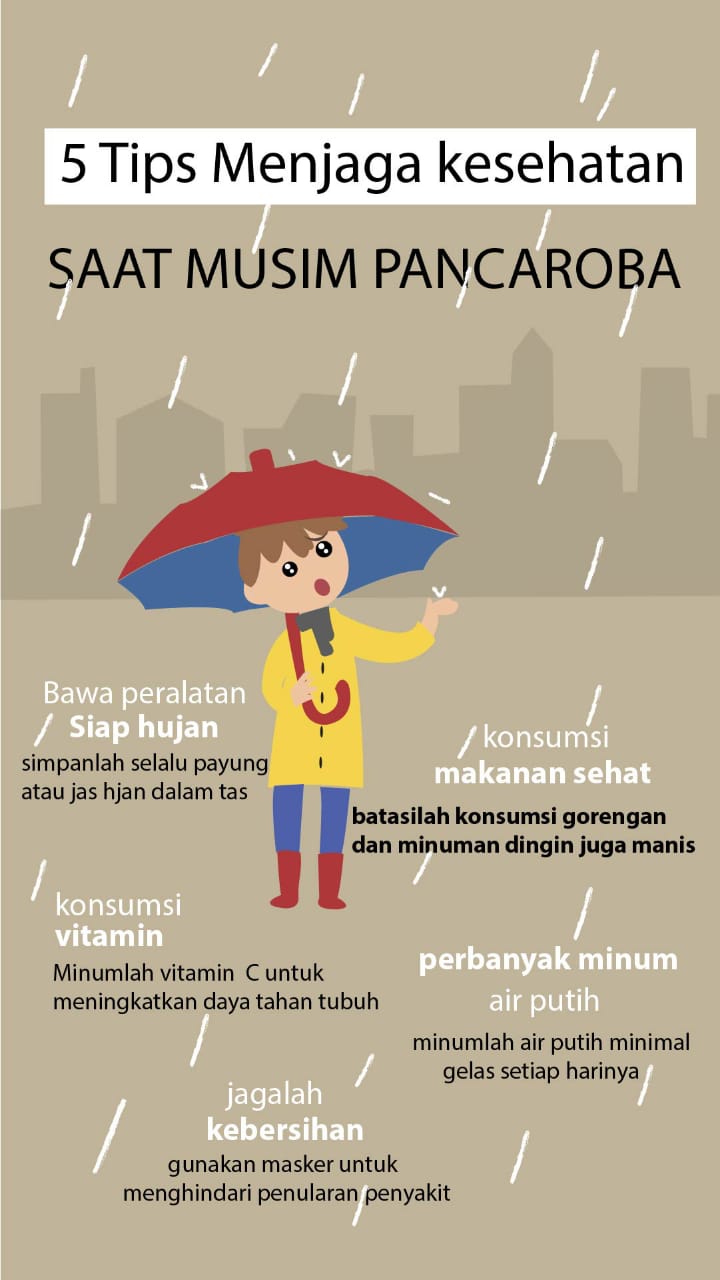 5 Tips Menjaga kesehatan
SAAT MUSIM PANCAROBA
Bawa peralatan
Siap hujan
simpanlah selalu payung
atau jas hjan dalam tas
konsumsi
makanan sehat
batasilah konsumsi gorengan
dan minuman dingin juga manis
konsumsi
vitamin
Minumlah vitamin C untuk
meningkatkan daya tahan tubuh
perbanyak minum
air putih
minumlah air putih minimal
gelas setiap harinya
jagalah
kebersihan
gunakan masker untuk
menghindari penularan penyakit